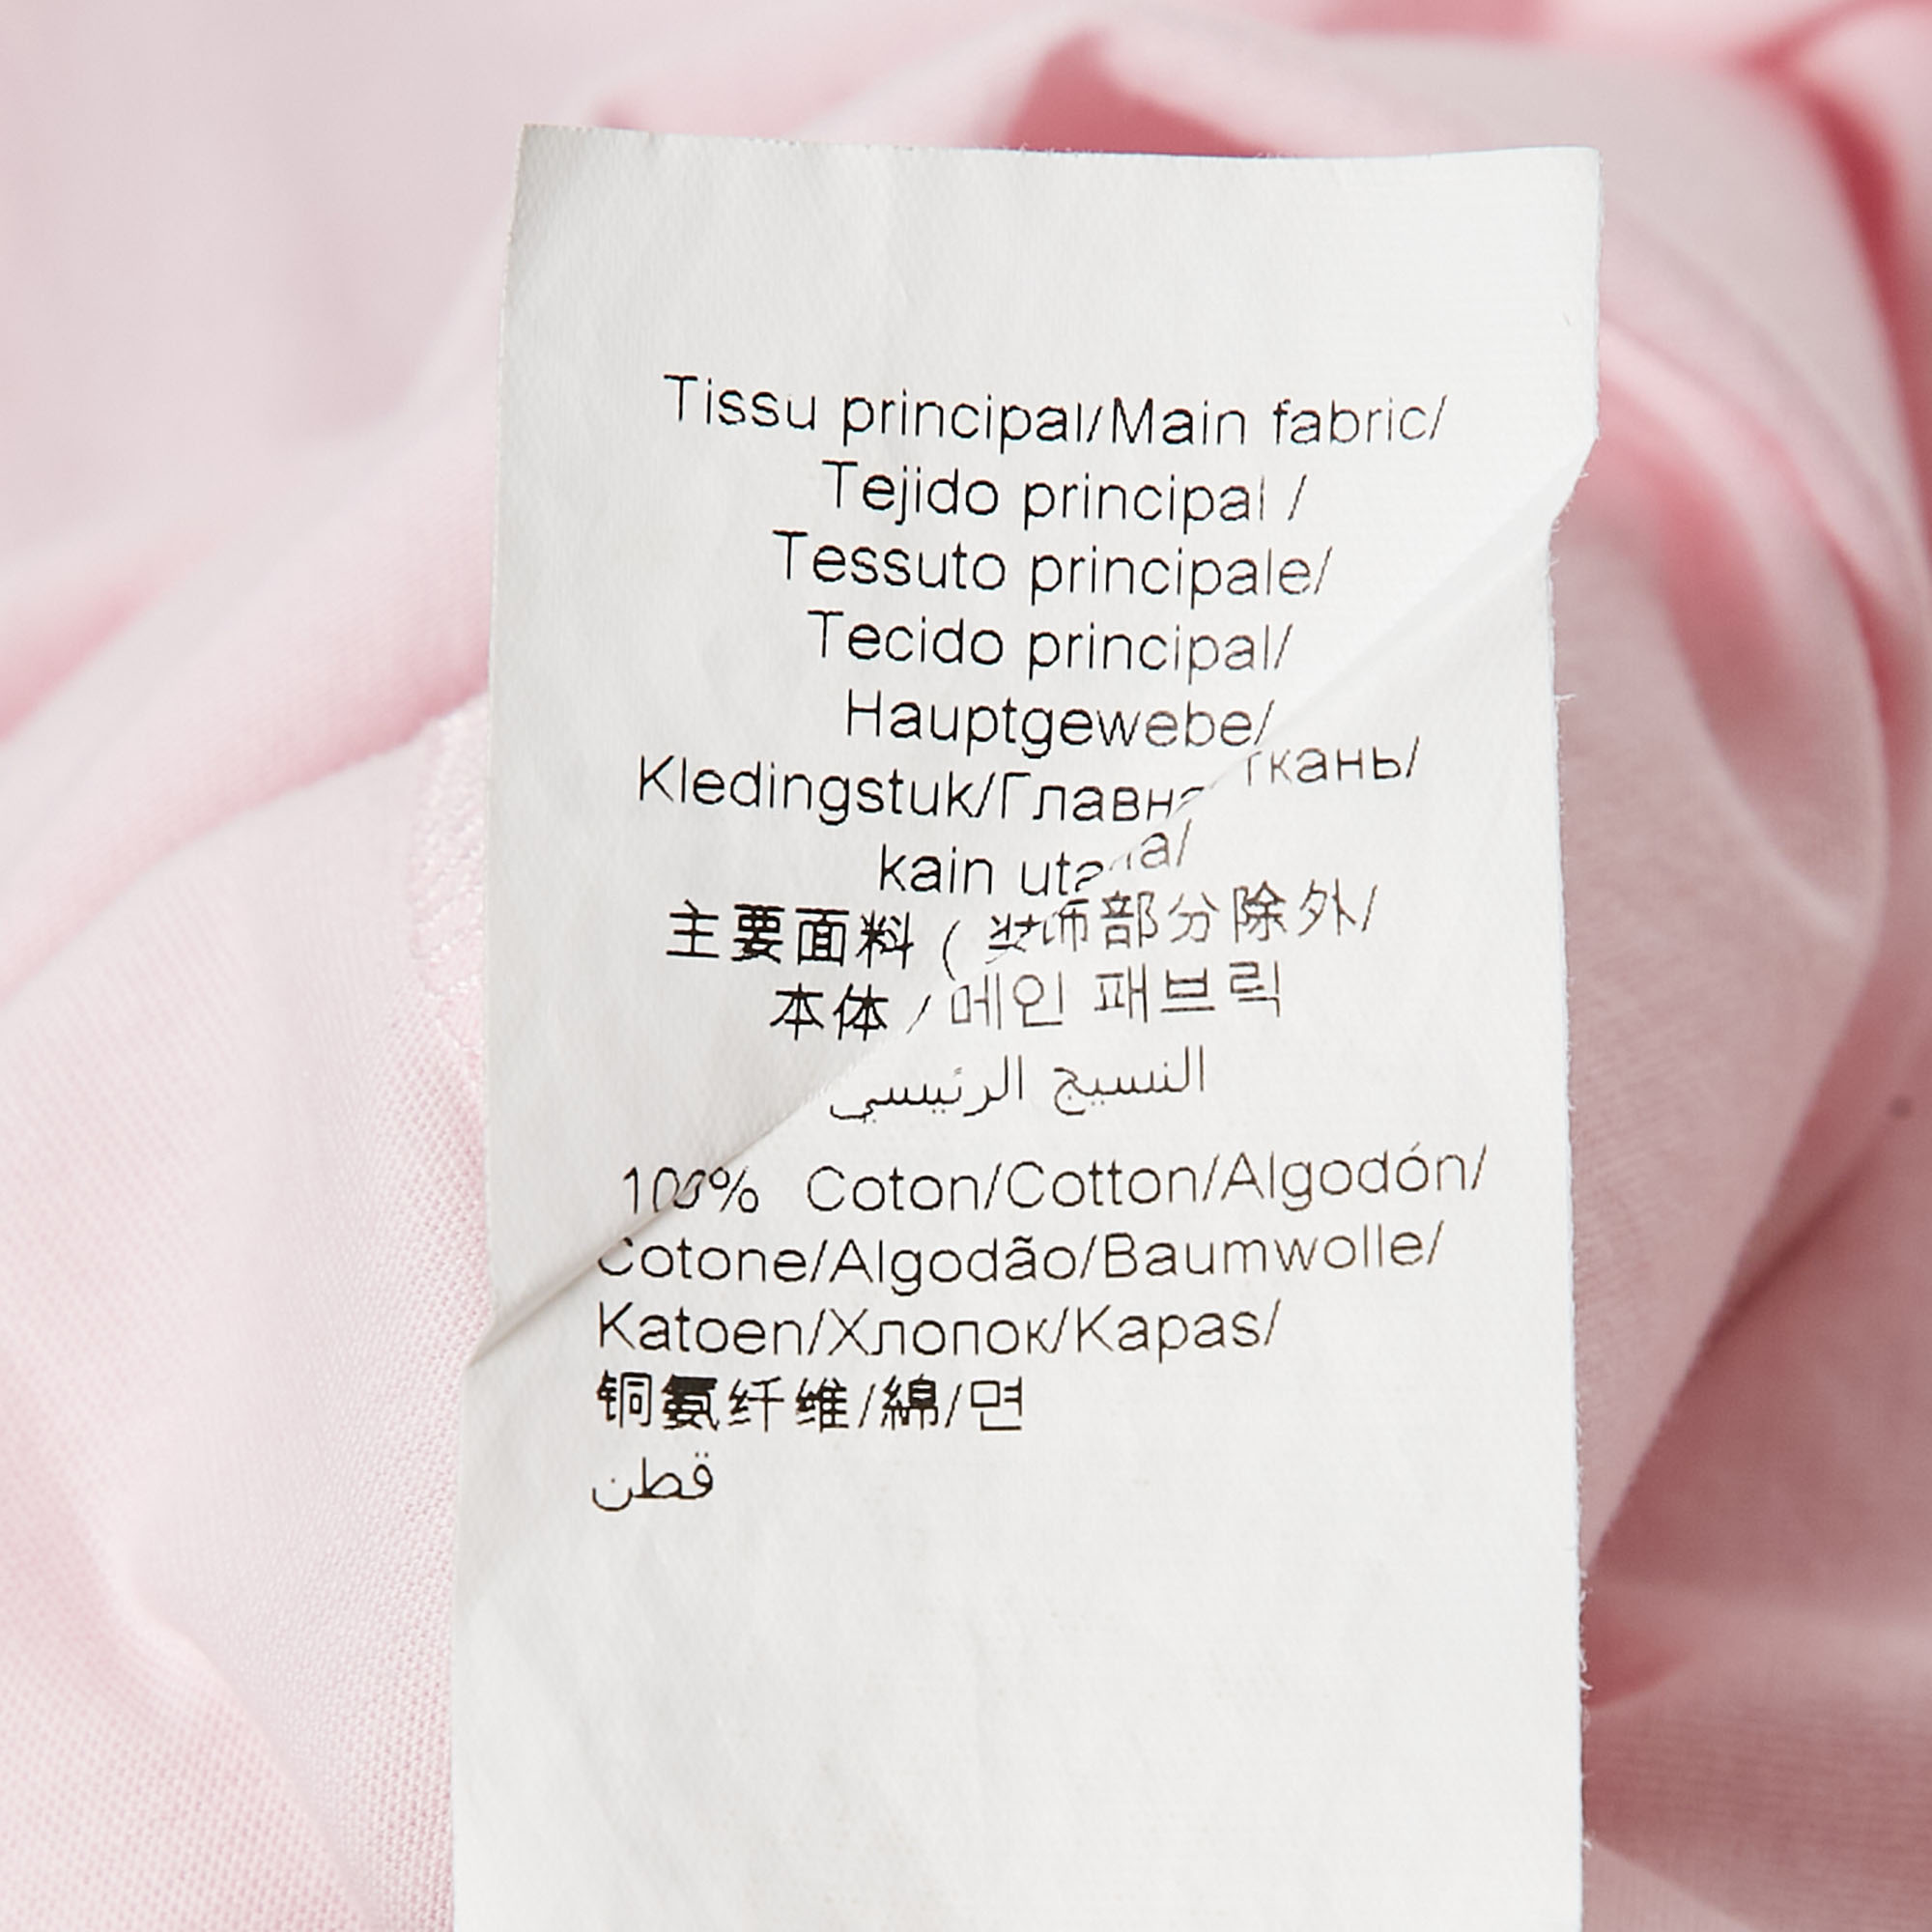 Tissu principal/Main fabric/
Tejido principal /
Tessuto principale/
Tecido principal/
Hauptgewebe/
Kledingstuk/Главна ткань/
kain utama/
主要面料 ( 装饰部分除外/
本体 / 메인 패브릭
النسيج الرئيسي
100% Coton/Cotton/Algodón/
Cotone/Algodão/Baumwolle/
Katoen/Хлопок/Kapas/
铜氨纤维/綿/면
قطن